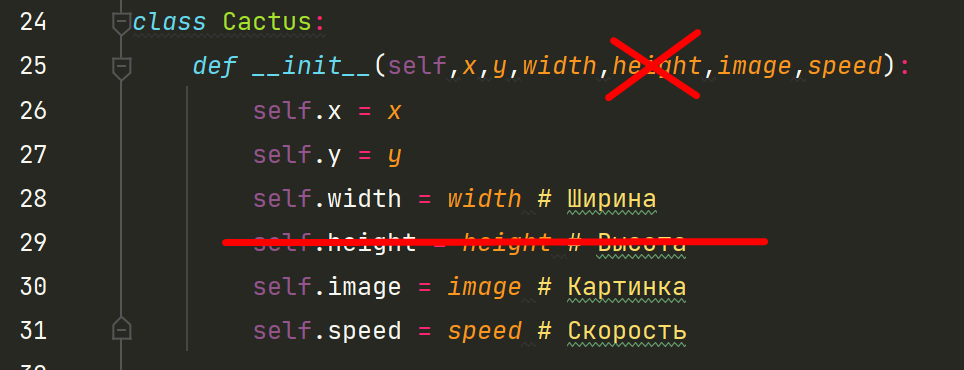 24 class Cactus:
25 def __init__(self,x,y,width,height,image,speed):
26 self.x = x
27 self.y = y
28 self.width = width # Ширина
29 self.height = height # Высота
30 self.image = image # Картинка
31 self.speed = speed # Скорость